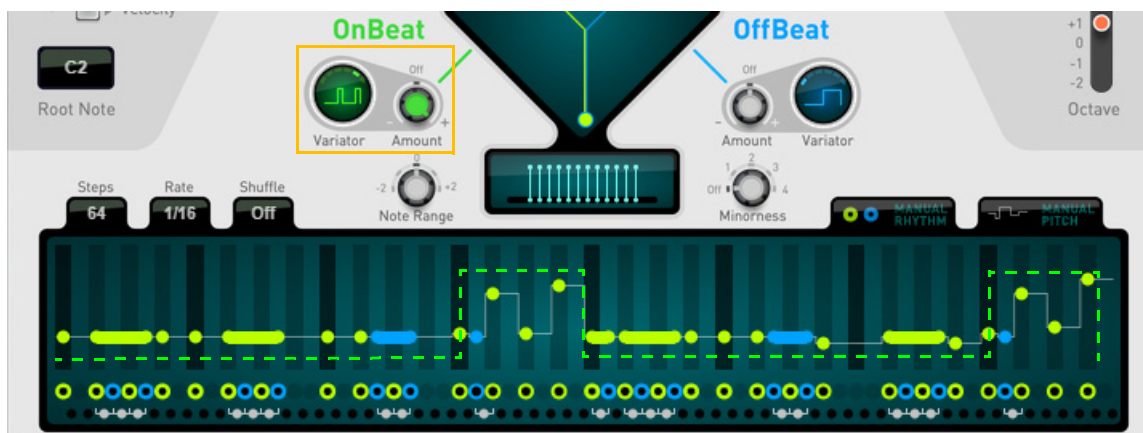 Velocity
OnBeat
OffBeat
+1
0
-1
-2
Octave
C2
Root Note
Off
- +
Variator Amount
Off
- +
Amount Variator
0
-2 +2
Note Range
1 2 3
Off 4
Minorness
Steps Rate Shuffle
64 1/16 Off
MANUAL
RHYTHM
MANUAL
PITCH